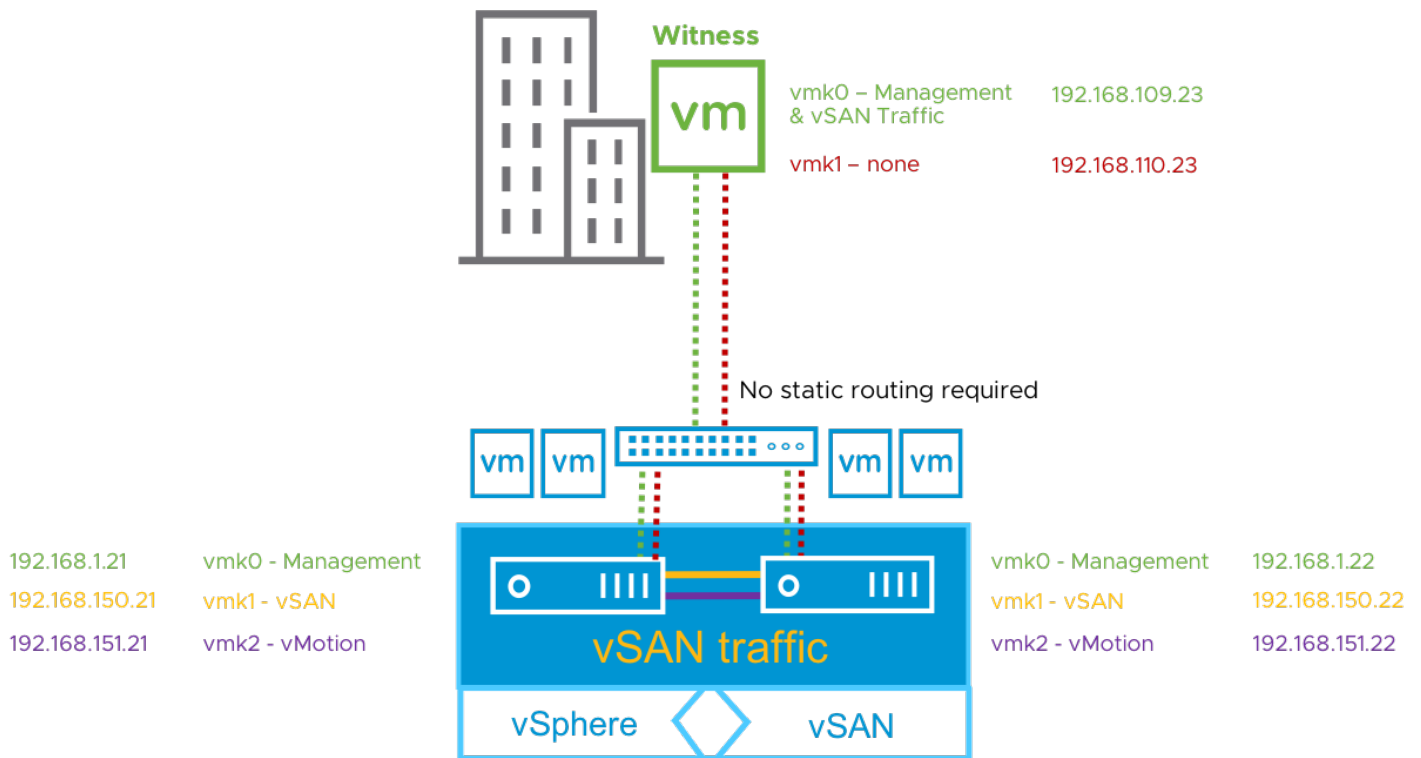 Witness
vm
vmk0 – Management
& vSAN Traffic
192.168.109.23
vmk1 – none
192.168.110.23
No static routing required
vm
vm
vm
vm
192.168.1.21
vmk0 - Management
192.168.150.21
vmk1 - vSAN
192.168.151.21
vmk2 - vMotion
vSAN traffic
vmk0 - Management
192.168.1.22
vmk1 - vSAN
192.168.150.22
vmk2 - vMotion
192.168.151.22
vSphere
vSAN